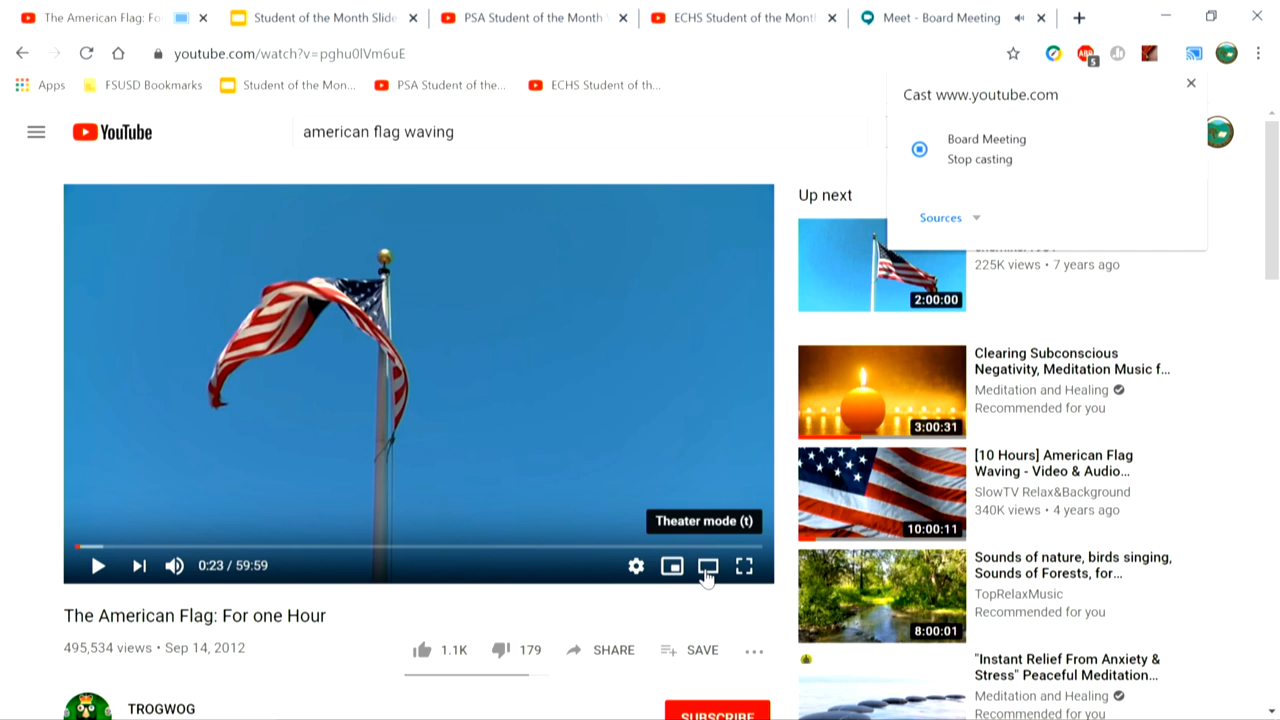 The American Flag: Fo
Student of the Month Slide
PSA Student of the Month
ECHS Student of the Mont
Meet - Board Meeting
youtube.com/watch?v=pghu0lVm6uE
ABP
5
Apps
FSUSD Bookmarks
Student of the Mon...
PSA Student of the...
ECHS Student of th...
Cast www.youtube.com
Board Meeting
Stop casting
Sources
YouTube
american flag waving
Up next
225K views • 7 years ago
2:00:00
Clearing Subconscious
Negativity, Meditation Music f...
Meditation and Healing
Recommended for you
3:00:31
[10 Hours] American Flag
Waving - Video & Audio...
SlowTV Relax&Background
340K views • 4 years ago
10:00:11
Sounds of nature, birds singing,
Sounds of Forests, for...
TopRelaxMusic
Recommended for you
8:00:01
"Instant Relief From Anxiety &
Stress" Peaceful Meditation...
Meditation and Healing
Recommended for you
Theater mode (t)
0:23 / 59:59
The American Flag: For one Hour
495,534 views • Sep 14, 2012
1.1K
179
SHARE
SAVE
TROGWOG
SUBSCRIBE